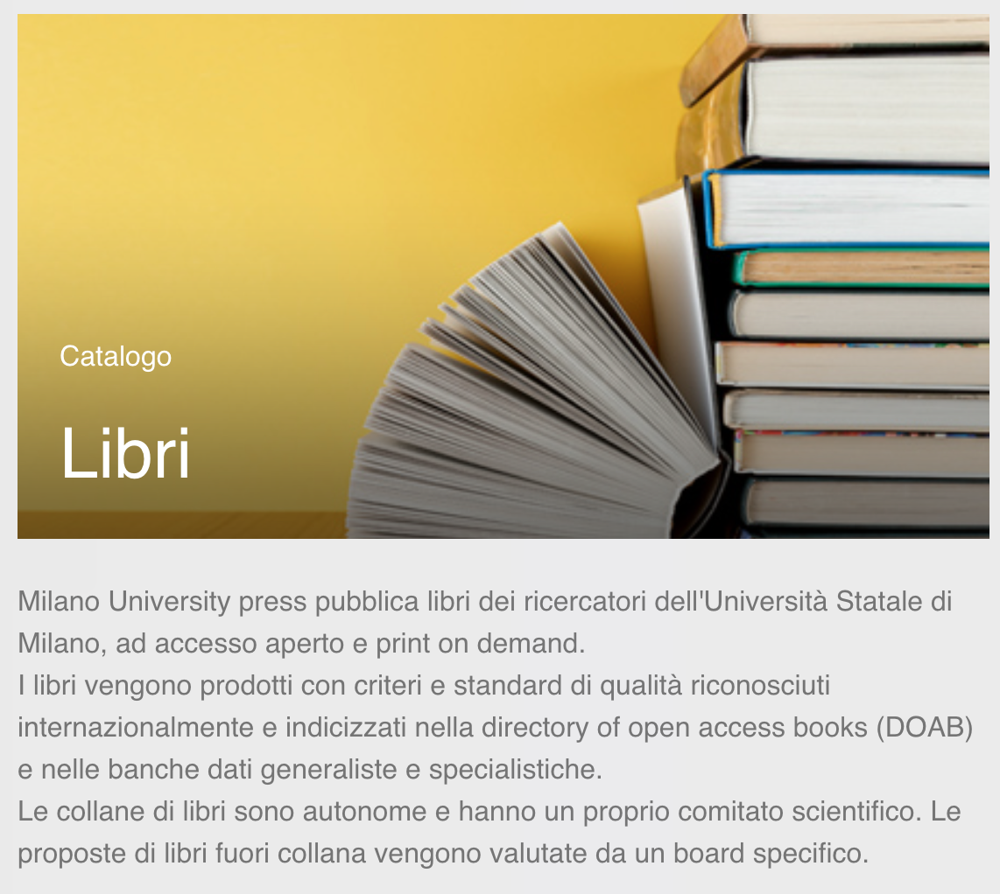 Catalogo
Libri
Milano University press pubblica libri dei ricercatori dell'Università Statale di
Milano, ad accesso aperto e print on demand.
I libri vengono prodotti con criteri e standard di qualità riconosciuti
internazionalmente e indicizzati nella directory of open access books (DOAB)
e nelle banche dati generaliste e specialistiche.
Le collane di libri sono autonome e hanno un proprio comitato scientifico. Le
proposte di libri fuori collana vengono valutate da un board specifico.